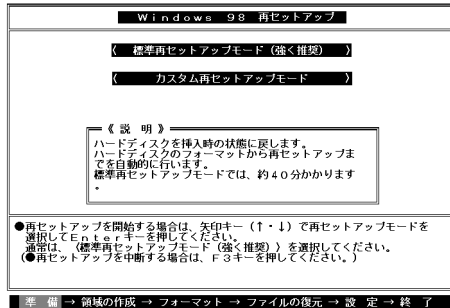 Windows 98 再セットアップ
〈 標準再セットアップモード（強く推奨） 〉
〈 カスタム再セットアップモード 〉
《 説 明 》
ハードディスクを挿入時の状態に戻します。
ハードディスクのフォーマットから再セットアップま
でを自動的に行います。
標準再セットアップモードでは、約４０分かかります
。
●再セットアップを開始する場合は、矢印キー（↑・↓）で再セットアップモードを
選択してＥｎｔｅｒキーを押してください。
通常は、〈標準再セットアップモード（強く推奨）〉を選択してください。
（●再セットアップを中断する場合は、Ｆ３キーを押してください。）
準 備 → 領域の作成 → フォーマット → ファイルの復元 → 設 定 → 終 了